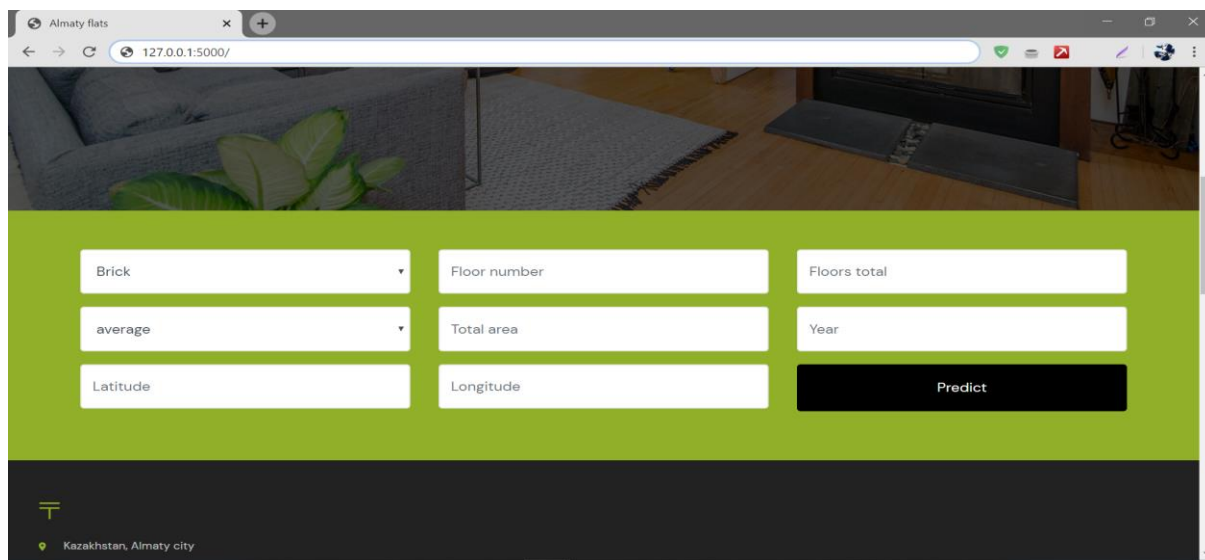 Almaty flats
127.0.0.1:5000/
Brick Floor number Floors total
average Total area Year
Latitude Longitude Predict
₸
Kazakhstan, Almaty city